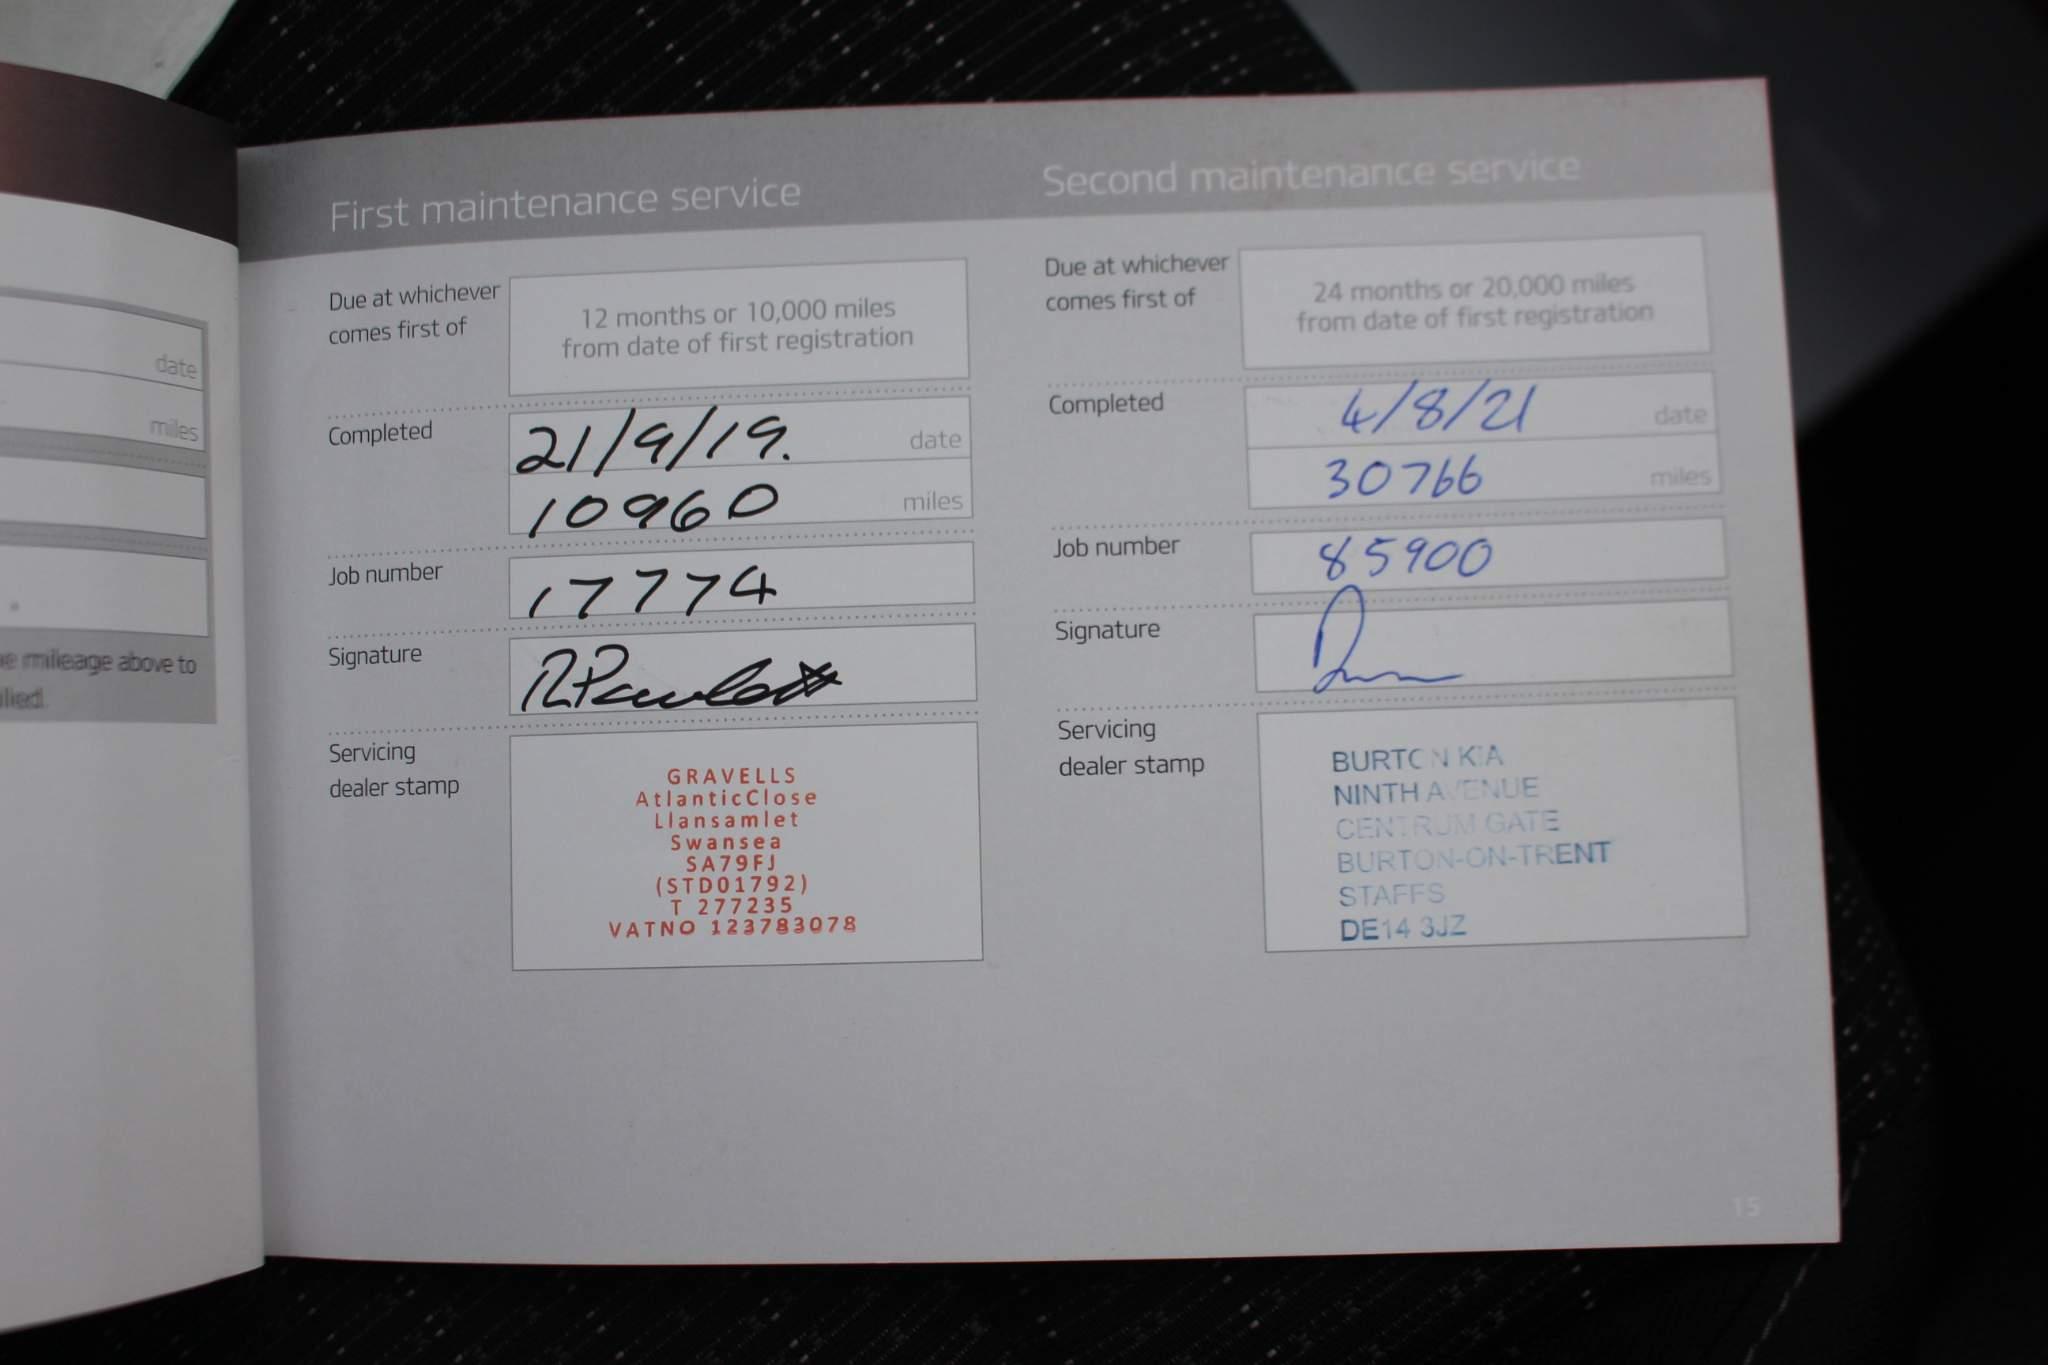 date
miles
mileage above to
First maintenance service
Due at whichever
comes first of
12 months or 10,000 miles
from date of first registration
Completed
21/9/19.
date
10960
miles
Job number
17774
Signature
Servicing
dealer stamp
GRAVELLS
AtlanticClose
Llansamlet
Swansea
SA79FJ
(STD01792)
T 277235
VATNO 123783078
Second maintenance service
Due at whichever
comes first of
24 months or 20,000 miles
from date of first registration
Completed
4/8/21
date
30766
miles
Job number
85900
Signature
Servicing
dealer stamp
BURTON KIA
NINTH AVENUE
CENTRUM GATE
BURTON-ON-TRENT
STAFFS
DE14 3JZ
15